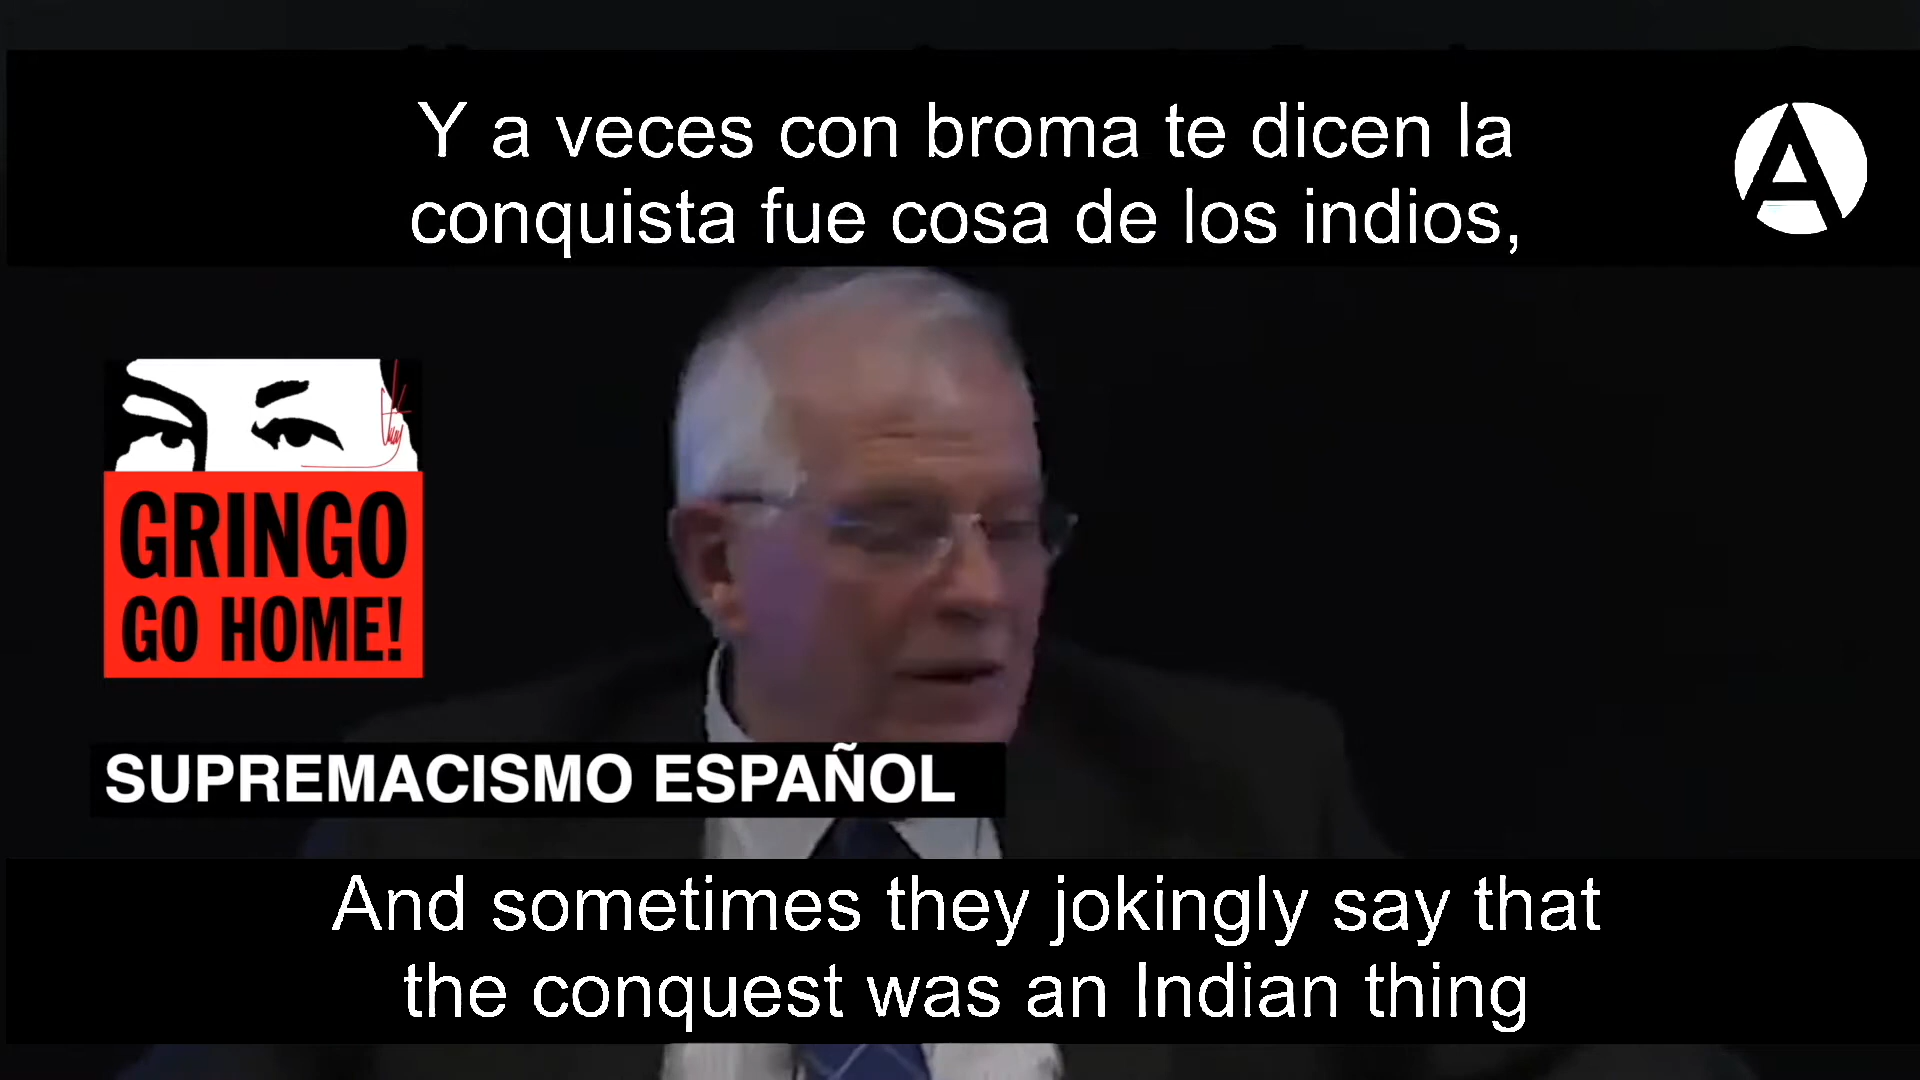 Y a veces con broma te dicen la
conquista fue cosa de los indios,
A
GRINGO
GO HOME!
SUPREMACISMO ESPAÑOL
And sometimes they jokingly say that
the conquest was an Indian thing